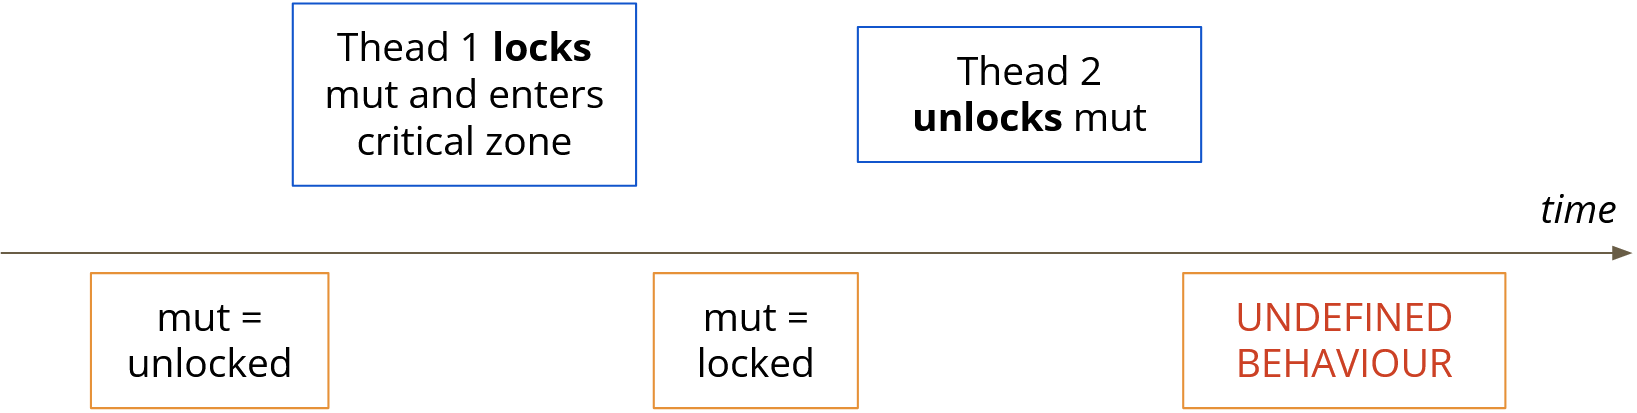 Thead 1 locks
mut and enters
critical zone
Thead 2
unlocks mut
time
mut =
unlocked
mut =
locked
UNDEFINED
BEHAVIOUR